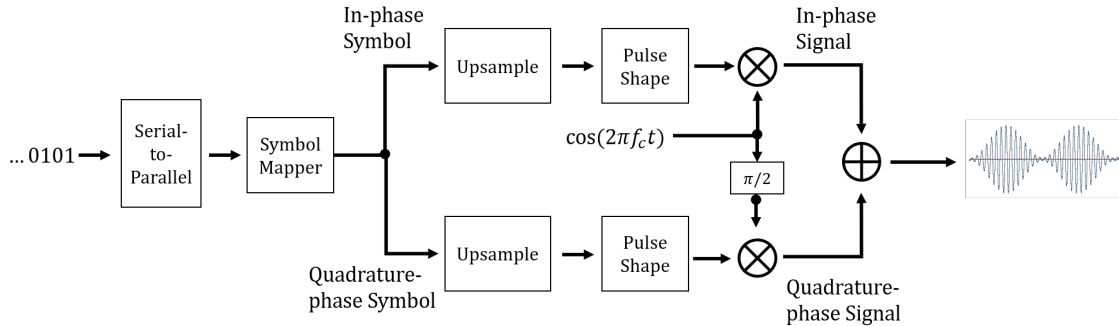 In-phase
Symbol
Upsample
Pulse
Shape
In-phase
Signal
... 0101
Serial-
to-
Parallel
Symbol
Mapper
cos(2πf_c t)
π/2
Quadrature-
phase Symbol
Upsample
Pulse
Shape
Quadrature-
phase Signal